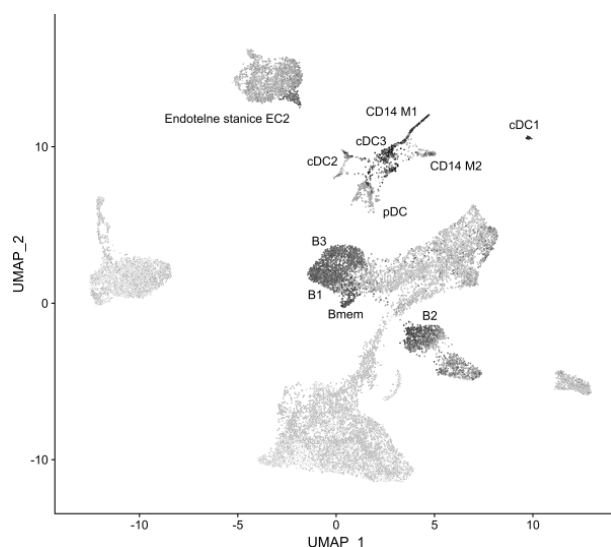 Endotelne stanice EC2
CD14 M1
cDC1
cDC3
cDC2
CD14 M2
pDC
B3
B1
Bmem
B2
UMAP_2
10
0
-10
-10
-5
0
5
10
UMAP_1